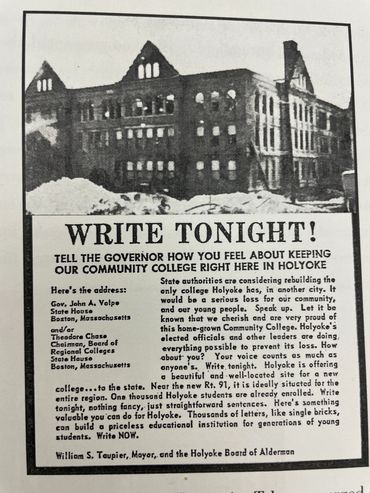 WRITE TONIGHT!
TELL THE GOVERNOR HOW YOU FEEL ABOUT KEEPING
OUR COMMUNITY COLLEGE RIGHT HERE IN HOLYOKE
Here's the address:
Gov. John A. Volpe
State House
Boston, Massachusetts
and/or
Theodore Chase
Chairman, Board of
Regional Colleges
State House
Boston, Massachusetts
State authorities are considering rebuilding the
only college Holyoke has, in another city. It
would be a serious loss for our community,
and our young people. Speak up. Let it be
known that we cherish and are very proud of
this home-grown Community College. Holyoke's
elected officials and other leaders are doing
everything possible to prevent its loss. How
about you? Your voice counts as much as
anyone's. Write tonight. Holyoke is offering
a beautiful and well-located site for a new
college...to the state. Near the new Rt. 91, it is ideally situated for the
entire region. One thousand Holyoke students are already enrolled. Write
tonight, nothing fancy, just straightforward sentences. Here's something
valuable you can do for Holyoke. Thousands of letters, like single bricks,
can build a priceless educational institution for generations of young
students. Write NOW.
William S. Taupier, Mayor, and the Holyoke Board of Alderman